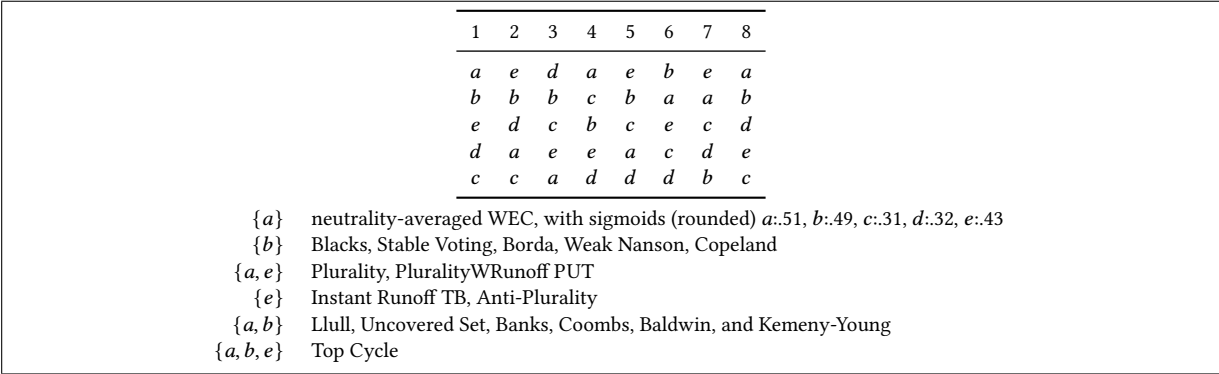 1 2 3 4 5 6 7 8
a e d a e b e a
b b b c b a a b
e d c b c e c d
d a e e a c d e
c c a d d d b c
{a} neutrality-averaged WEC, with sigmoids (rounded) a:.51, b:.49, c:.31, d:.32, e:.43
{b} Blacks, Stable Voting, Borda, Weak Nanson, Copeland
{a, e} Plurality, PluralityWRunoff PUT
{e} Instant Runoff TB, Anti-Plurality
{a, b} Llull, Uncovered Set, Banks, Coombs, Baldwin, and Kemeny-Young
{a, b, e} Top Cycle